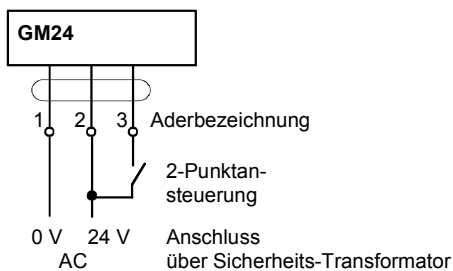 GM24
1 2 3 Aderbezeichnung
2-Punktan-
steuerung
0 V 24 V Anschluss
AC über Sicherheits-Transformator